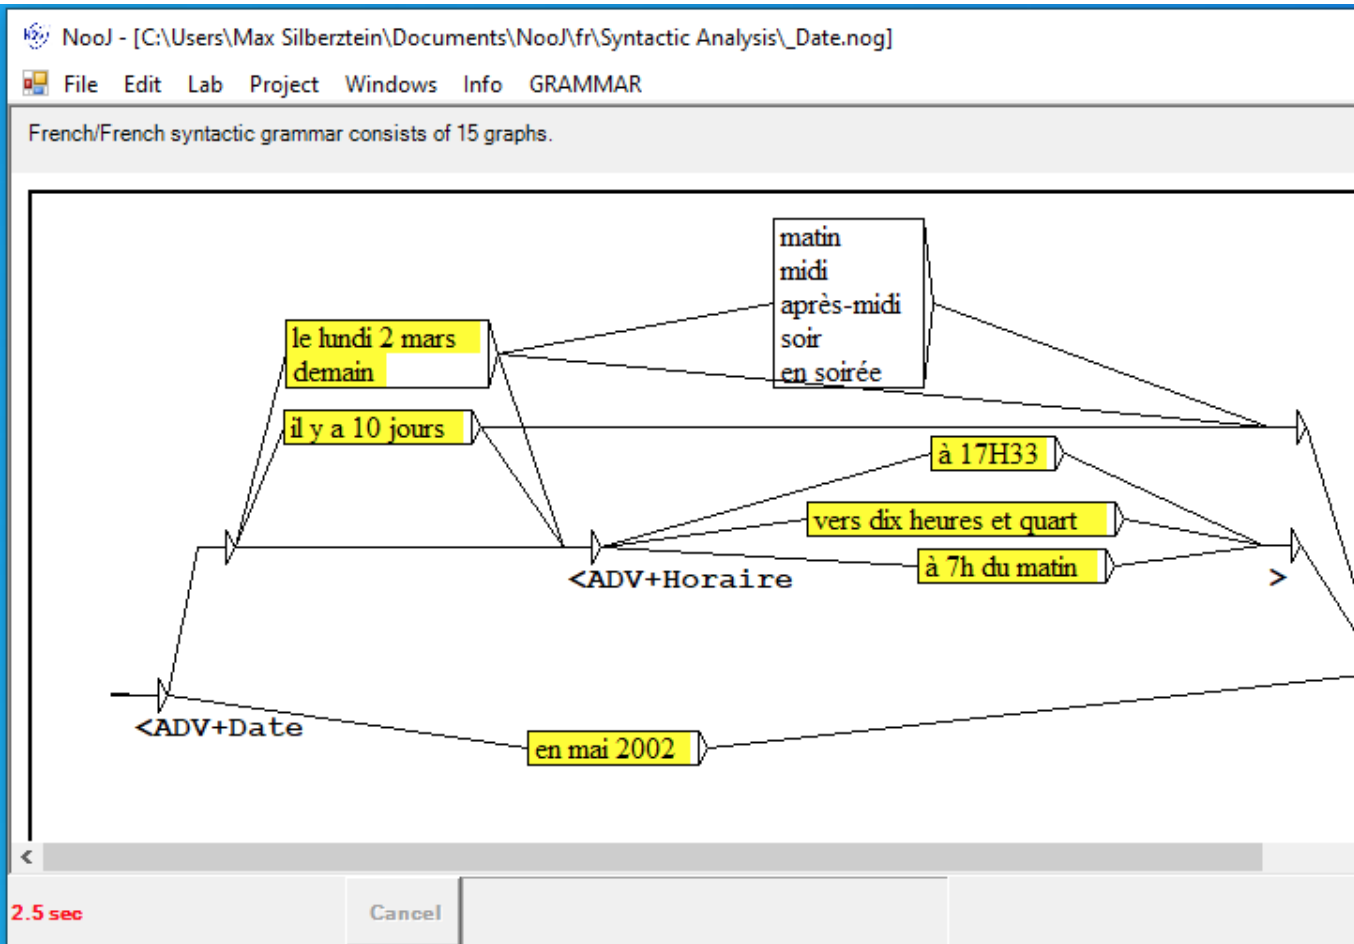 NooJ - [C:\Users\Max Silberztein\Documents\NooJ\fr\Syntactic Analysis\_Date.nog]
File Edit Lab Project Windows Info GRAMMAR
French/French syntactic grammar consists of 15 graphs.
matin
midi
après-midi
soir
en soirée
le lundi 2 mars
demain
il y a 10 jours
à 17H33
vers dix heures et quart
à 7h du matin
<ADV+Horaire
>
<ADV+Date
en mai 2002
2.5 sec
Cancel